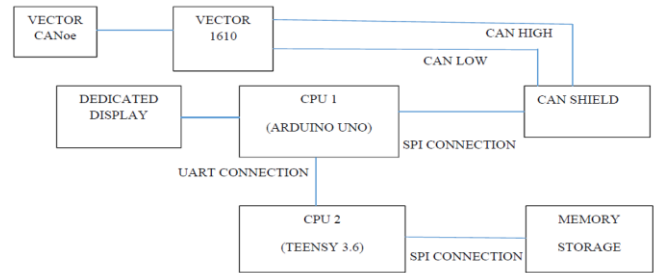 VECTOR
CANoe
VECTOR
1610
CAN HIGH
CAN LOW
DEDICATED
DISPLAY
CPU 1
(ARDUINO UNO)
CAN SHIELD
SPI CONNECTION
UART CONNECTION
CPU 2
(TEENSY 3.6)
MEMORY
STORAGE
SPI CONNECTION